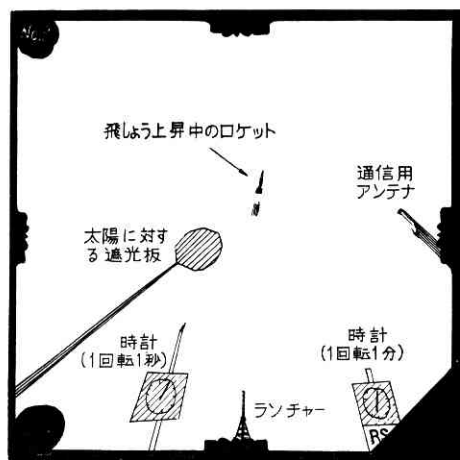 No.1
飛しょう上昇中のロケット
通信用
アンテナ
太陽に対す
る遮光板
時計
(1回転1秒)
時計
(1回転1分)
ランチャー
RS